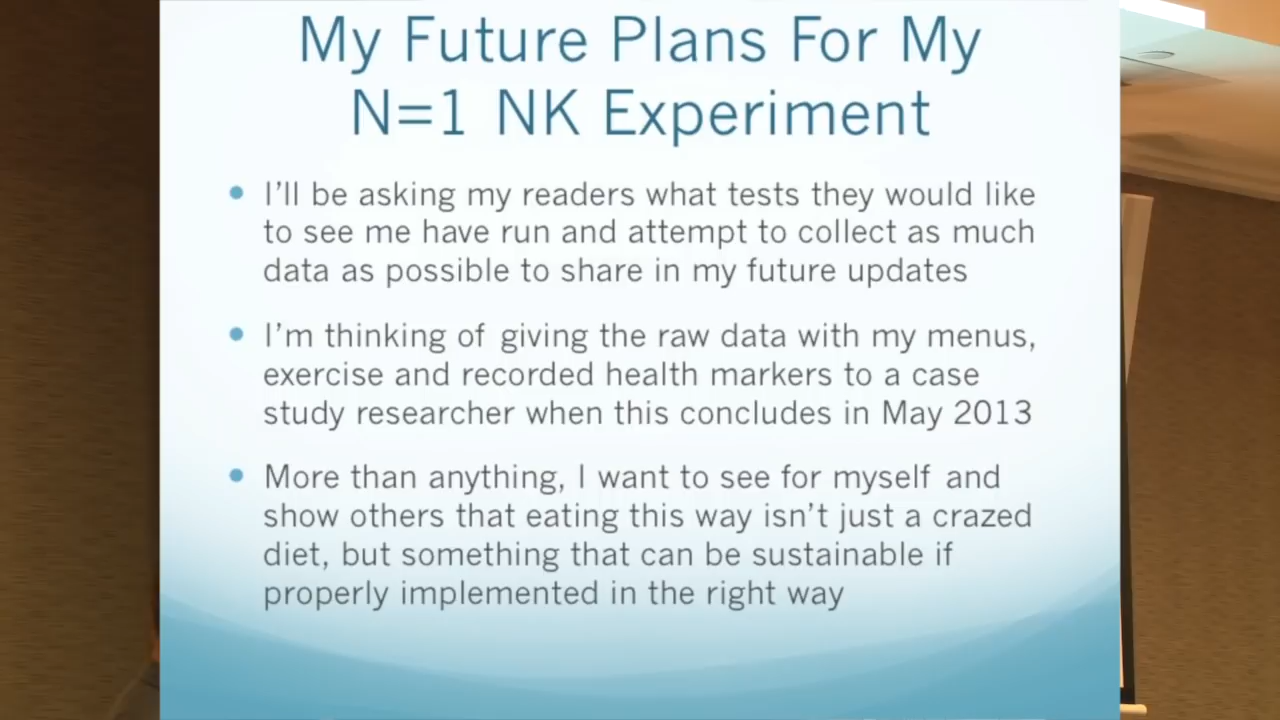 My Future Plans For My
N=1 NK Experiment
• I'll be asking my readers what tests they would like
to see me have run and attempt to collect as much
data as possible to share in my future updates
• I'm thinking of giving the raw data with my menus,
exercise and recorded health markers to a case
study researcher when this concludes in May 2013
• More than anything, I want to see for myself and
show others that eating this way isn't just a crazed
diet, but something that can be sustainable if
properly implemented in the right way